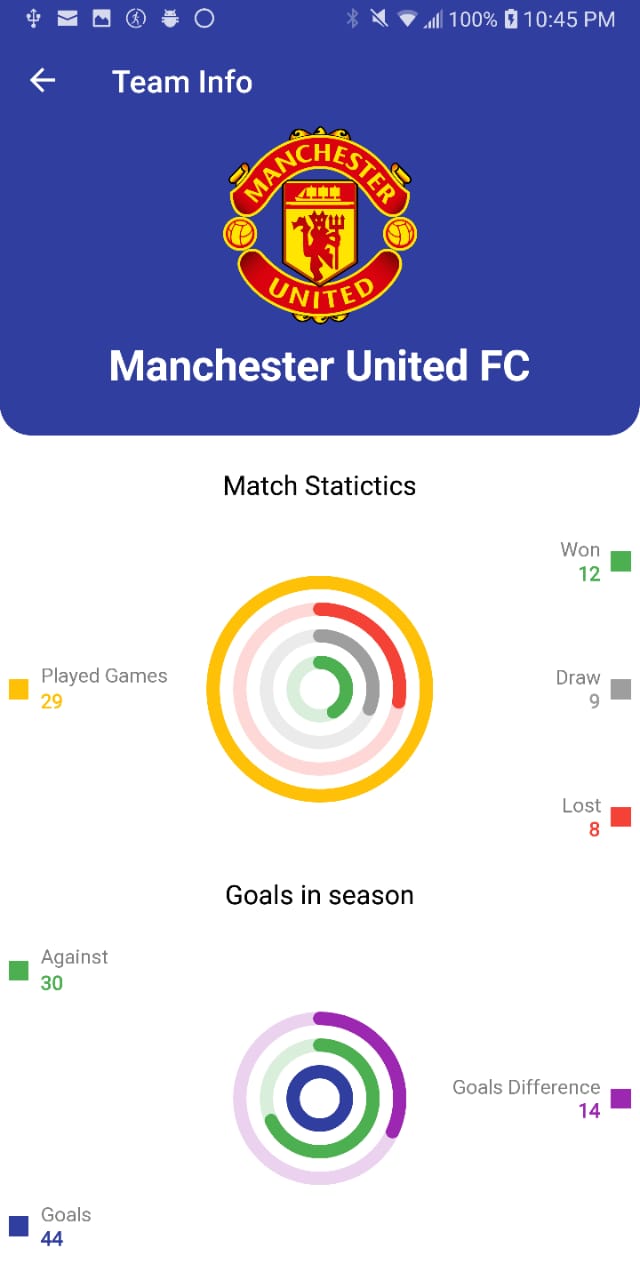 100% 10:45 PM
Team Info
MANCHESTER
UNITED
Manchester United FC
Match Statictics
Won
12
Played Games
29
Draw
9
Lost
8
Goals in season
Against
30
Goals Difference
14
Goals
44